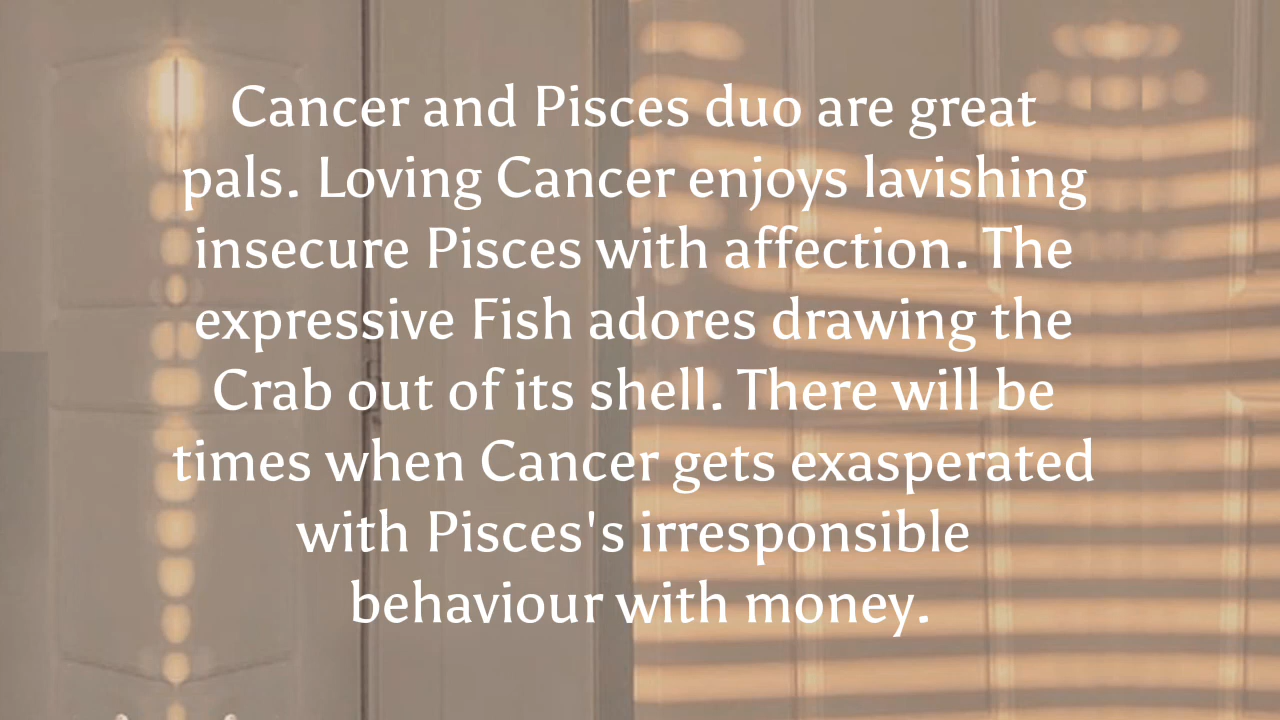 Cancer and Pisces duo are great
pals. Loving Cancer enjoys lavishing
insecure Pisces with affection. The
expressive Fish adores drawing the
Crab out of its shell. There will be
times when Cancer gets exasperated
with Pisces's irresponsible
behaviour with money.